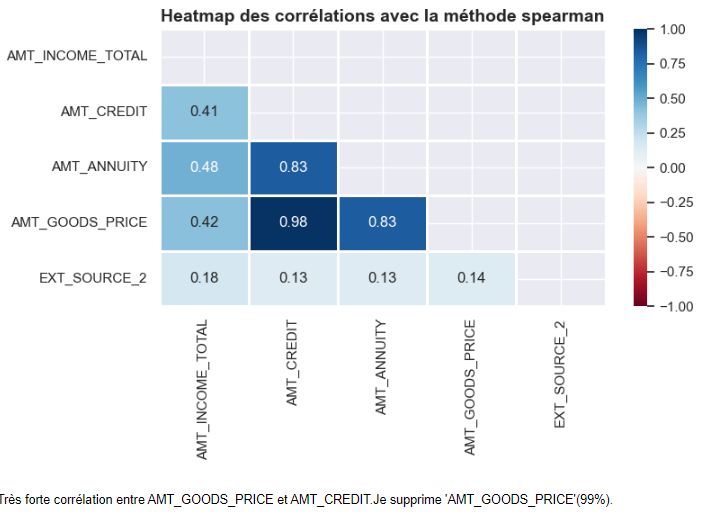 Heatmap des corrélations avec la méthode spearman
AMT_INCOME_TOTAL
AMT_CREDIT
0.41
AMT_ANNUITY
0.48 0.83
AMT_GOODS_PRICE
0.42 0.98 0.83
EXT_SOURCE_2
0.18 0.13 0.13 0.14
AMT_INCOME_TOTAL
AMT_CREDIT
AMT_ANNUITY
AMT_GOODS_PRICE
EXT_SOURCE_2
1.00
0.75
0.50
0.25
0.00
−0.25
−0.50
−0.75
−1.00
Très forte corrélation entre AMT_GOODS_PRICE et AMT_CREDIT.Je supprime 'AMT_GOODS_PRICE'(99%).